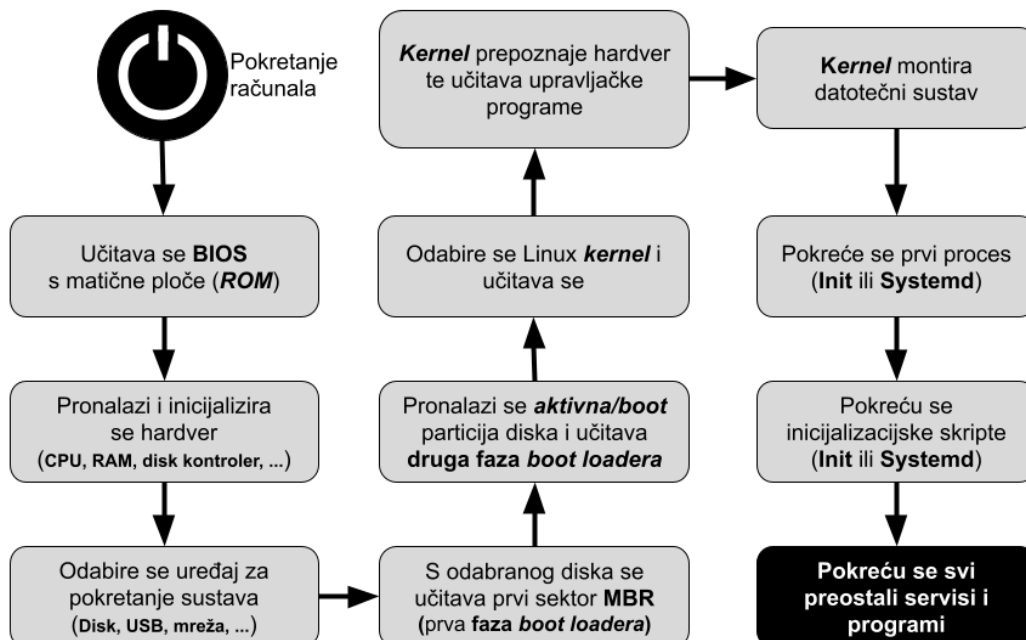 Pokretanje
računala
Učitava se BIOS
s matične ploče (ROM)
Pronalazi i inicijalizira
se hardver
(CPU, RAM, disk kontroler, ...)
Odabire se uređaj za
pokretanje sustava
(Disk, USB, mreža, ...)
S odabranog diska se
učitava prvi sektor MBR
(prva faza boot loadera)
Pronalazi se aktivna/boot
particija diska i učitava
druga faza boot loadera
Odabire se Linux kernel i
učitava se
Kernel prepoznaje hardver
te učitava upravljačke
programe
Kernel montira
datotečni sustav
Pokreće se prvi proces
(Init ili Systemd)
Pokreću se
inicijalizacijske skripte
(Init ili Systemd)
Pokreću se svi
preostali servisi i
programi